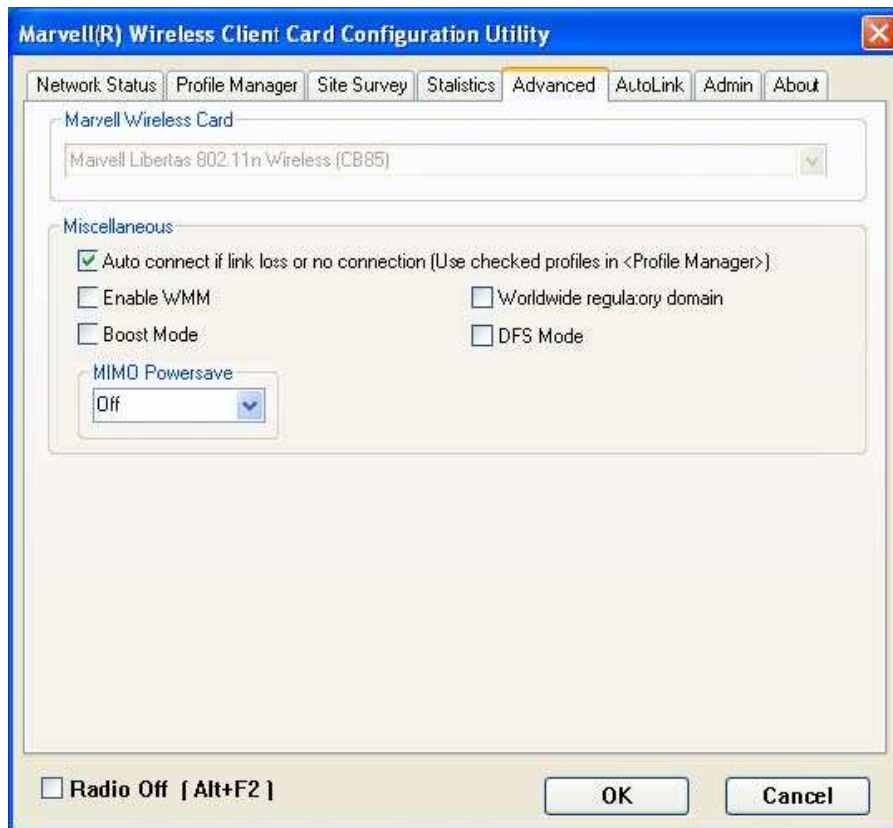 Marvell(R) Wireless Client Card Configuration Utility
Network Status Profile Manager Site Survey Statistics Advanced AutoLink Admin About
Marvell Wireless Card
Marvell Libertas 802.11n Wireless (CB85)
Miscellaneous
Auto connect if link loss or no connection (Use checked profiles in <Profile Manager>)
Enable WMM Worldwide regulatory domain
Boost Mode DFS Mode
MIMO Powersave
Off
Radio Off [ Alt+F2 ] OK Cancel